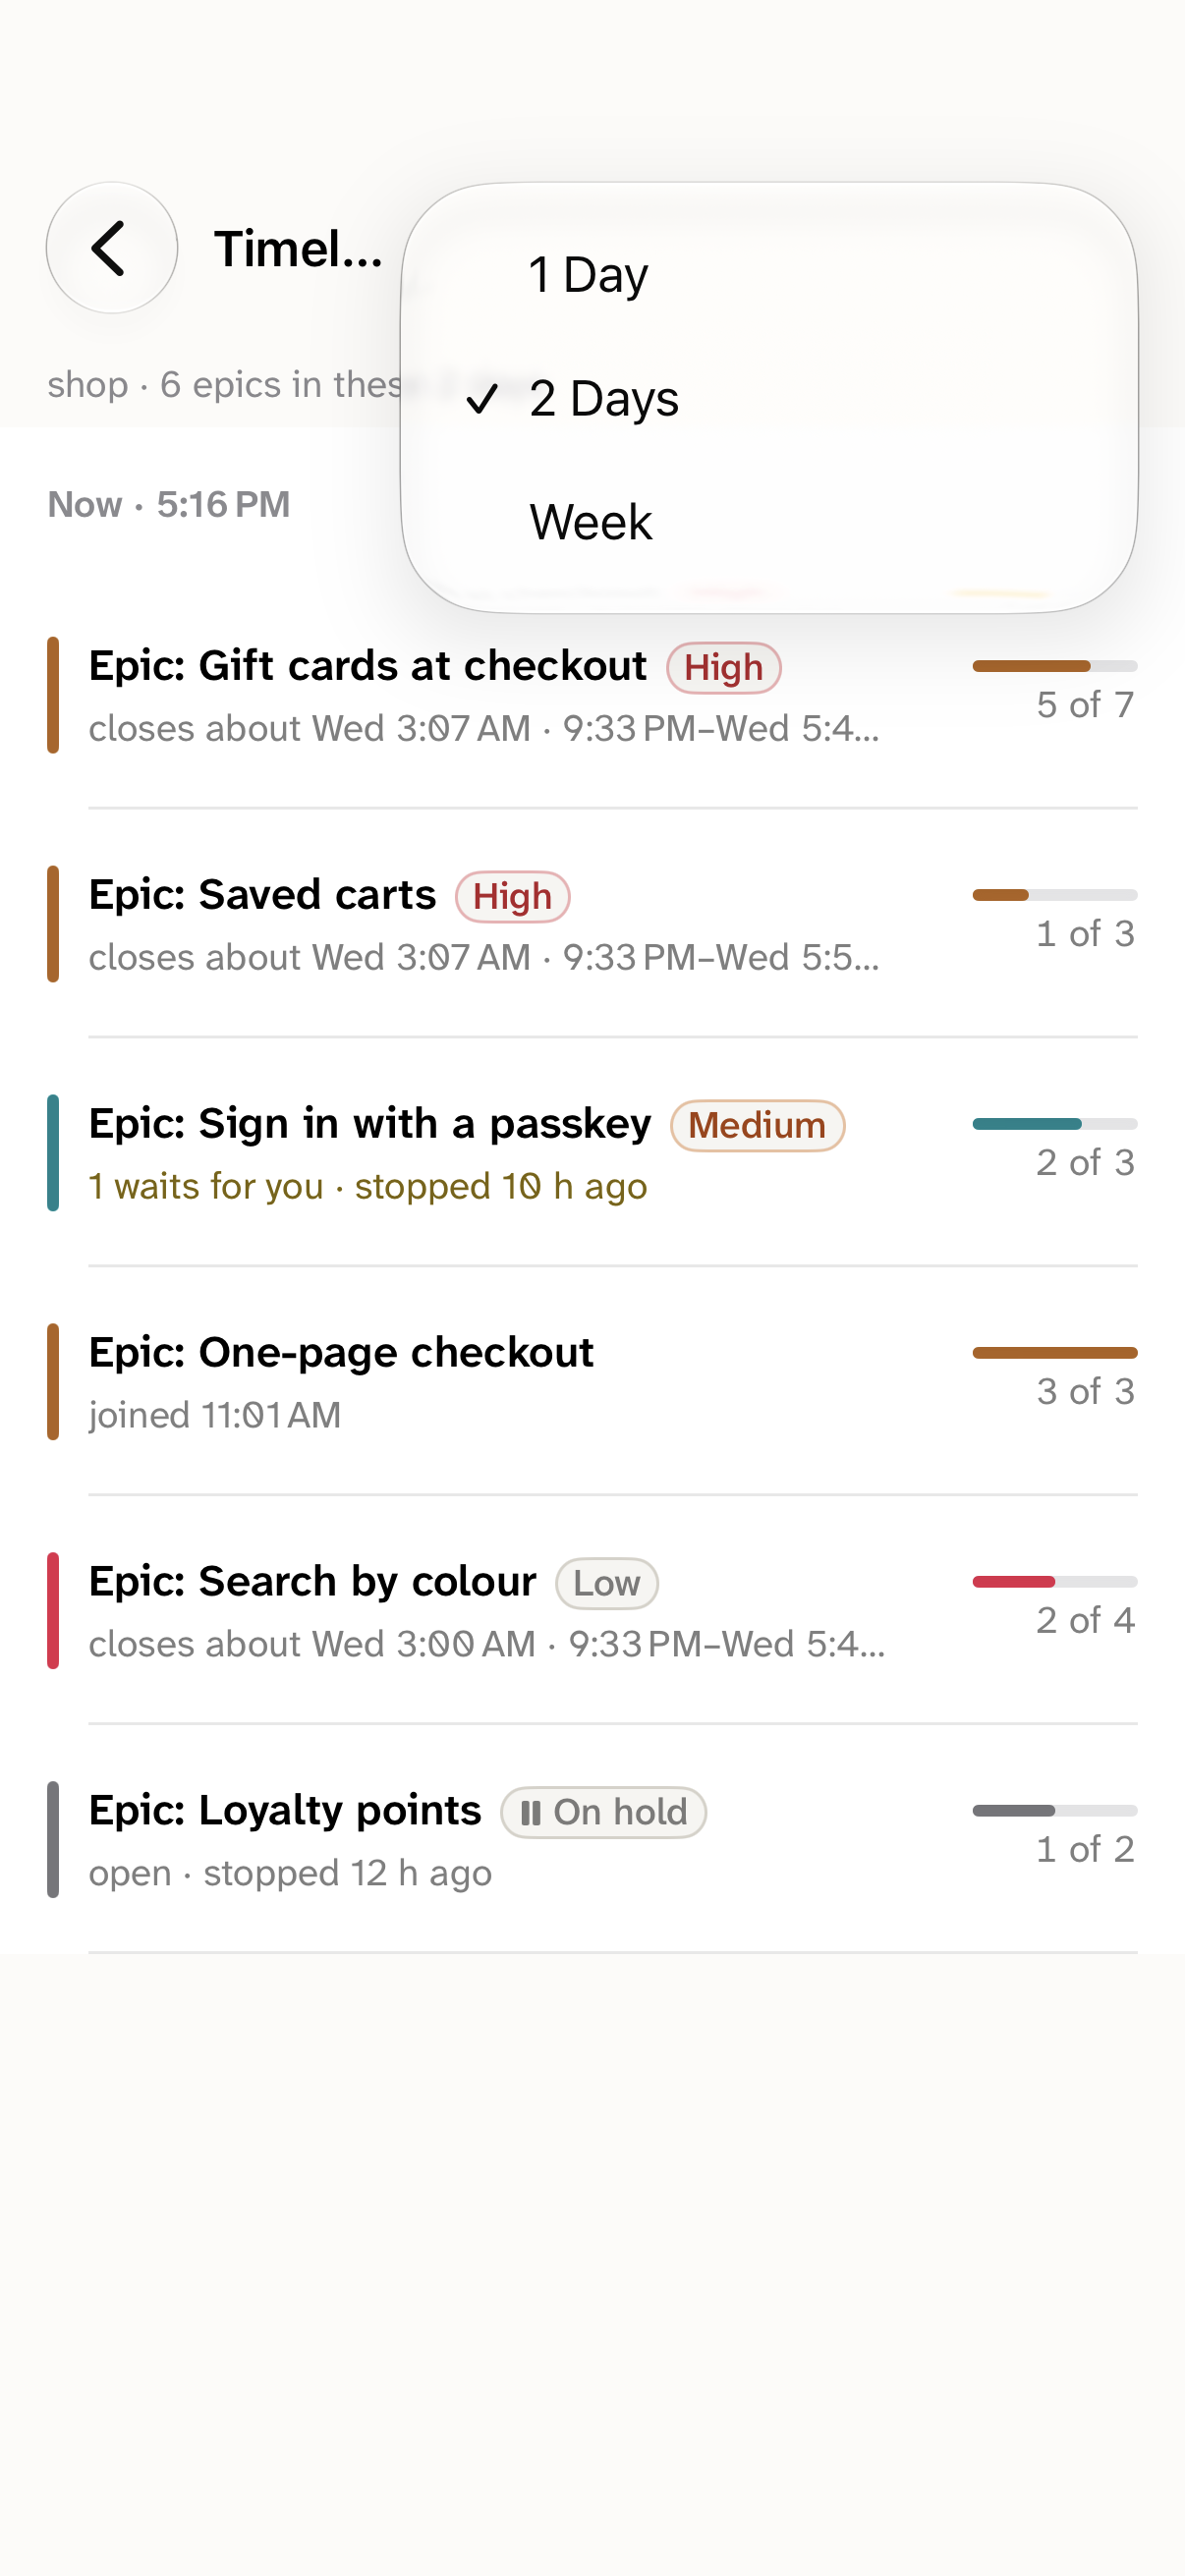 Timel...
1 Day
2 Days
Week
shop · 6 epics in these
Now · 5:16 PM
Epic: Gift cards at checkout High
5 of 7
closes about Wed 3:07 AM · 9:33 PM–Wed 5:4...
Epic: Saved carts High
1 of 3
closes about Wed 3:07 AM · 9:33 PM–Wed 5:5...
Epic: Sign in with a passkey Medium
2 of 3
1 waits for you · stopped 10 h ago
Epic: One-page checkout
3 of 3
joined 11:01 AM
Epic: Search by colour Low
2 of 4
closes about Wed 3:00 AM · 9:33 PM–Wed 5:4...
Epic: Loyalty points On hold
1 of 2
open · stopped 12 h ago